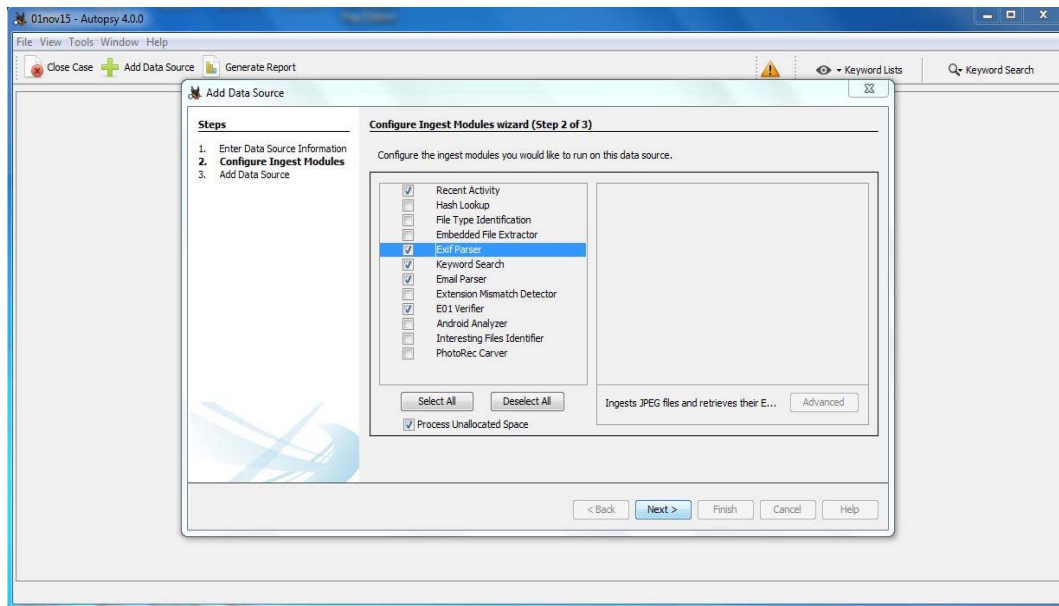 01nov15 - Autopsy 4.0.0
File View Tools Window Help
Close Case Add Data Source Generate Report Keyword Lists Keyword Search
Add Data Source
Steps
1. Enter Data Source Information
2. Configure Ingest Modules
3. Add Data Source
Configure Ingest Modules wizard (Step 2 of 3)
Configure the ingest modules you would like to run on this data source.
Recent Activity
Hash Lookup
File Type Identification
Embedded File Extractor
Exif Parser
Keyword Search
Email Parser
Extension Mismatch Detector
E01 Verifier
Android Analyzer
Interesting Files Identifier
PhotoRec Carver
Select All Deselect All
Process Unallocated Space
Ingests JPEG files and retrieves their E... Advanced
< Back Next > Finish Cancel Help